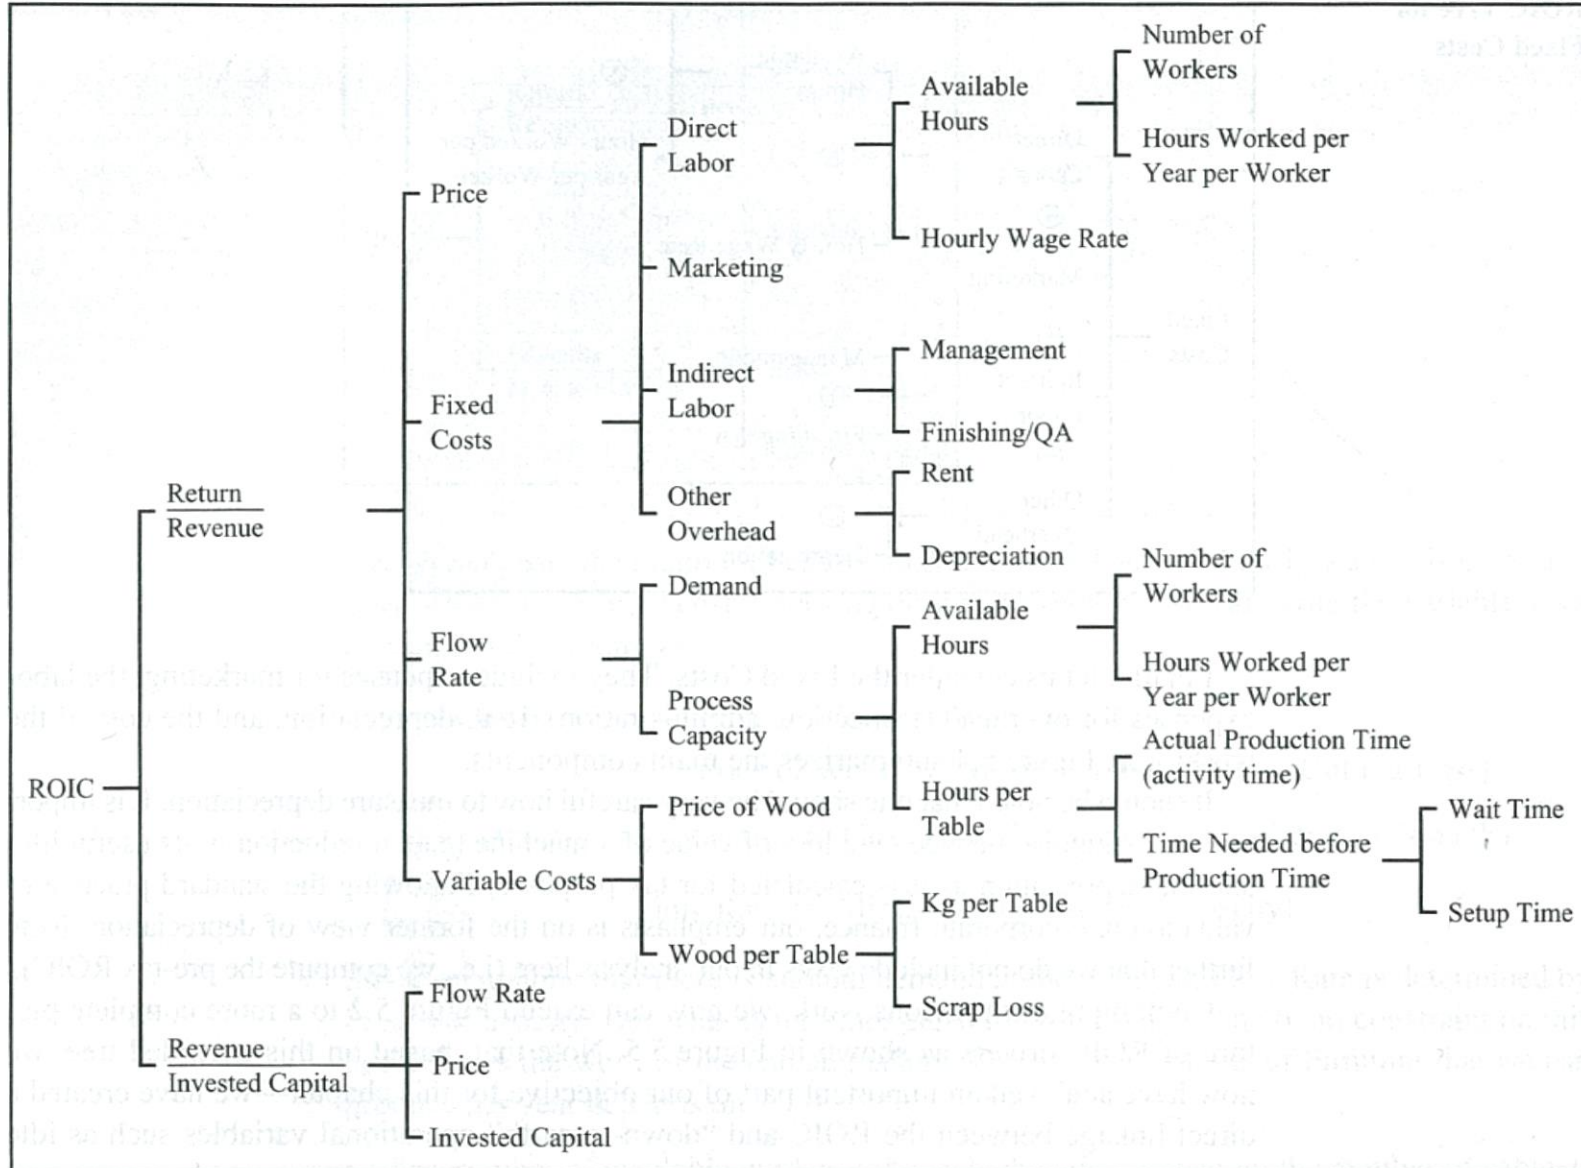 Number of
Workers
Available
Hours
Direct
Labor
Hours Worked per
Year per Worker
Price
Hourly Wage Rate
Marketing
Management
Indirect
Labor
Fixed
Costs
Finishing/QA
Rent
Return
Revenue
Other
Overhead
Depreciation
Number of
Workers
Demand
Available
Hours
Flow
Rate
Hours Worked per
Year per Worker
Process
Capacity
Actual Production Time
(activity time)
ROIC
Price of Wood
Hours per
Table
Wait Time
Time Needed before
Production Time
Variable Costs
Kg per Table
Setup Time
Wood per Table
Flow Rate
Scrap Loss
Revenue
Invested Capital
Price
Invested Capital